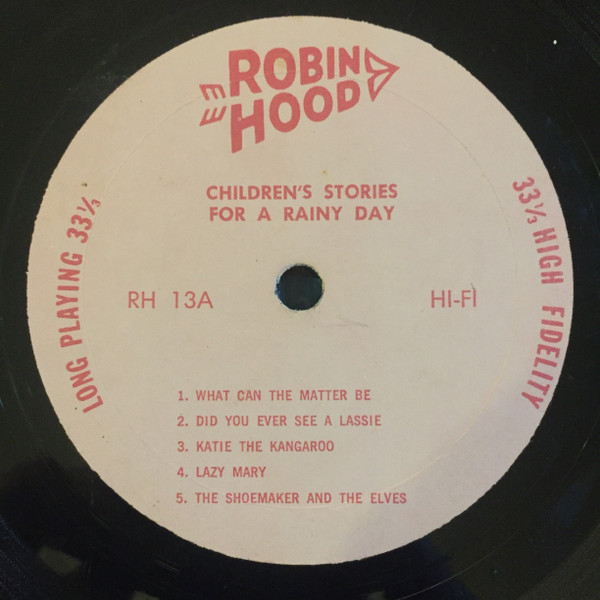 ROBIN
HOOD
CHILDREN'S STORIES
FOR A RAINY DAY
LONG PLAYING 33⅓
33⅓ HIGH FIDELITY
RH 13A
HI-FI
1. WHAT CAN THE MATTER BE
2. DID YOU EVER SEE A LASSIE
3. KATIE THE KANGAROO
4. LAZY MARY
5. THE SHOEMAKER AND THE ELVES